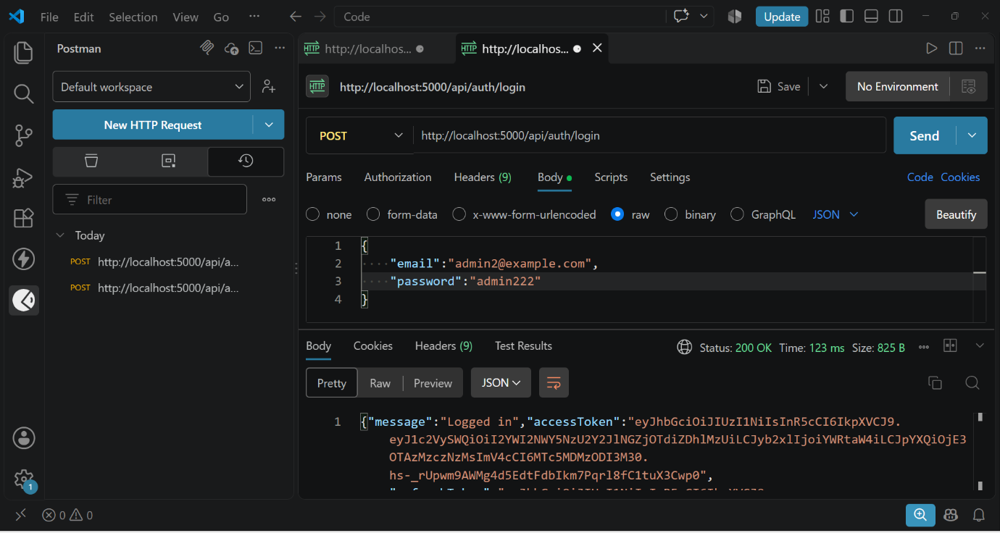 File Edit Selection View Go ··· Code Update
Postman
http://localhos...
http://localhos...
Default workspace
http://localhost:5000/api/auth/login
Save
No Environment
New HTTP Request
POST
http://localhost:5000/api/auth/login
Send
Params Authorization Headers (9) Body Scripts Settings Code Cookies
Filter
none form-data x-www-form-urlencoded raw binary GraphQL JSON Beautify
Today
POST http://localhost:5000/api/a...
POST http://localhost:5000/api/a...
1 {
2 ····"email":"admin2@example.com",
3 ····"password":"admin222"
4 }
Body Cookies Headers (9) Test Results Status: 200 OK Time: 123 ms Size: 825 B
Pretty Raw Preview JSON
1 {"message":"Logged in","accessToken":"eyJhbGciOiJIUzI1NiIsInR5cCI6IkpXVCJ9.
eyJ1c2VySWQiOiI2YWI2NWY5NzU2Y2JlNGZjOTdiZDhlMzUiLCJyb2xlIjoiYWRtaW4iLCJpYXQiOjE3
OTAzMzczNzMsImV4cCI6MTc5MDMzODI3M30.
hs-_rUpwm9AWMg4d5EdtFdbIkm7Pqrl8fC1tuX3Cwp0",
1
0 0